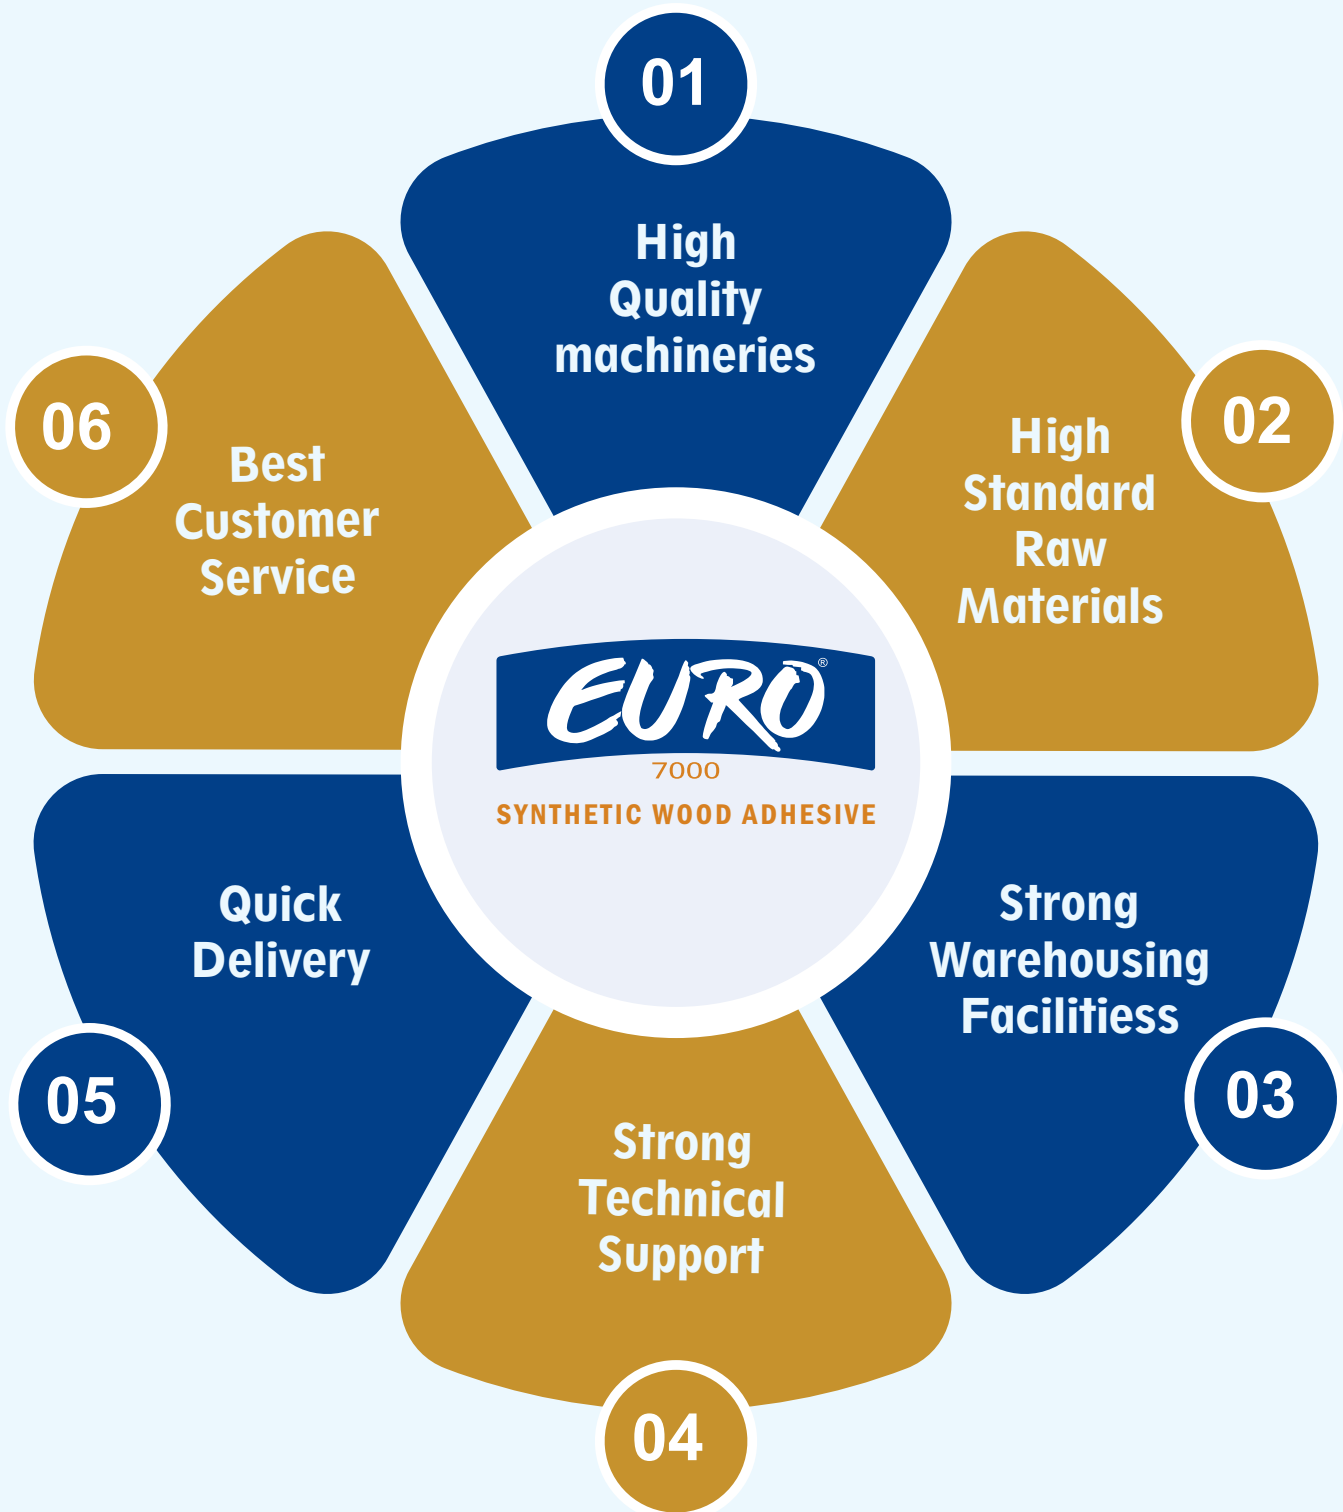 01
High
Quality
machineries
02
High
Standard
Raw
Materials
03
Strong
Warehousing
Facilitiess
04
Strong
Technical
Support
05
Quick
Delivery
06
Best
Customer
Service
EURO®
7000
SYNTHETIC WOOD ADHESIVE